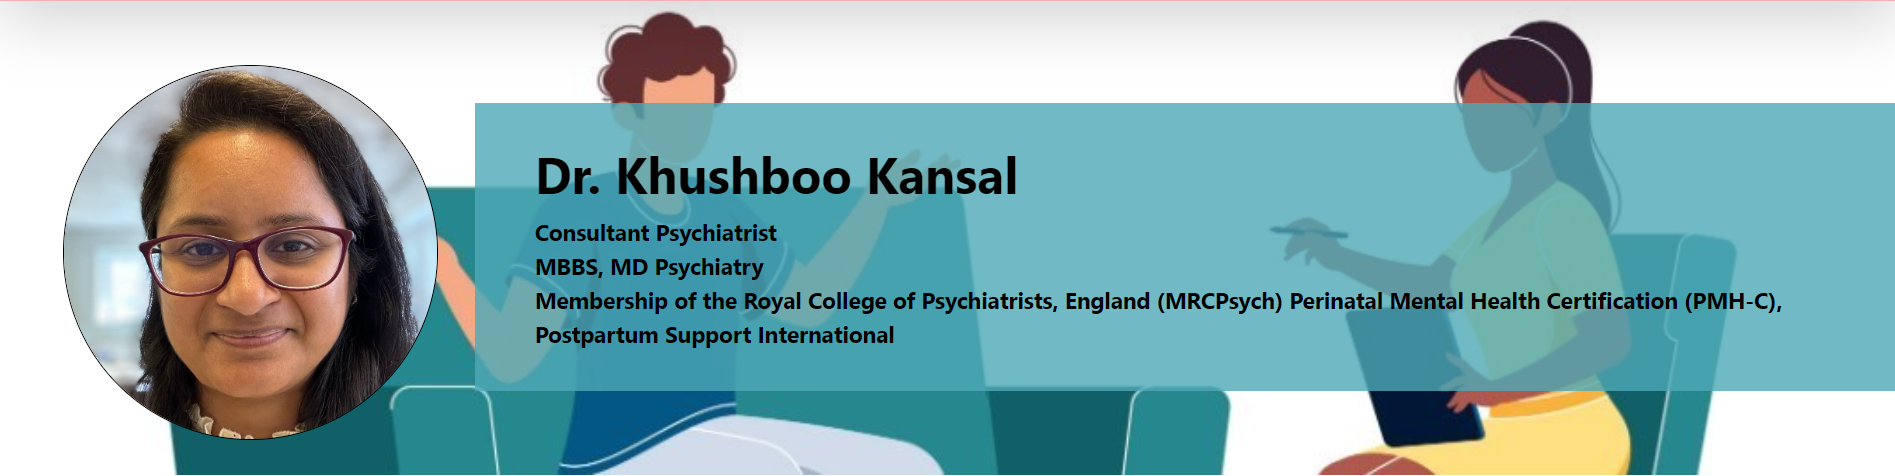 Dr. Khushboo Kansal
Consultant Psychiatrist
MBBS, MD Psychiatry
Membership of the Royal College of Psychiatrists, England (MRCPsych) Perinatal Mental Health Certification (PMH-C),
Postpartum Support International